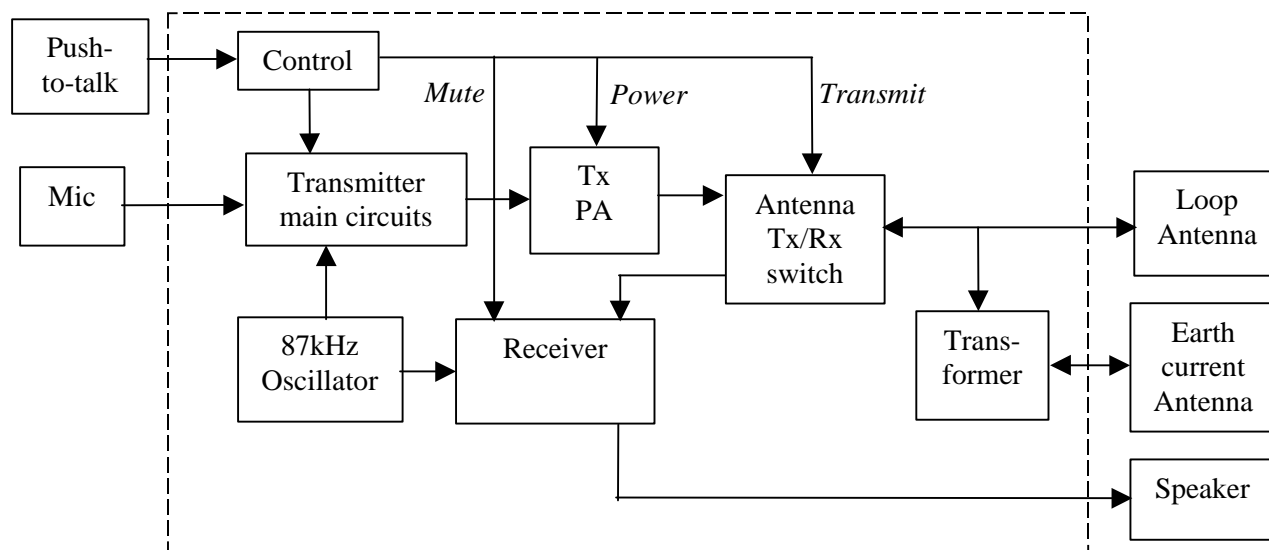 Push-
to-talk
Control
Mute
Power
Transmit
Mic
Transmitter
main circuits
Tx
PA
Antenna
Tx/Rx
switch
Loop
Antenna
87kHz
Oscillator
Receiver
Trans-
former
Earth
current
Antenna
Speaker